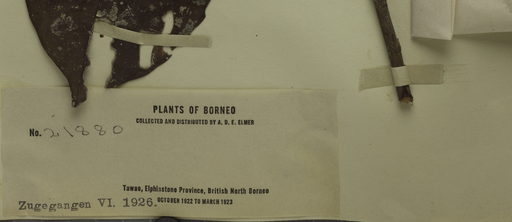 PLANTS OF BORNEO
COLLECTED AND DISTRIBUTED BY A. D. E. ELMER
No. 21880
Tawao, Elphinstone Province, British North Borneo
OCTOBER 1922 TO MARCH 1923
Zugegangen VI. 1926.